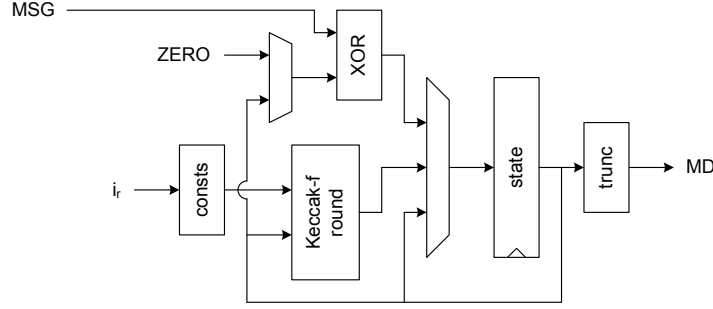 MSG
ZERO
XOR
i_r
consts
Keccak-f
round
state
trunc
MD